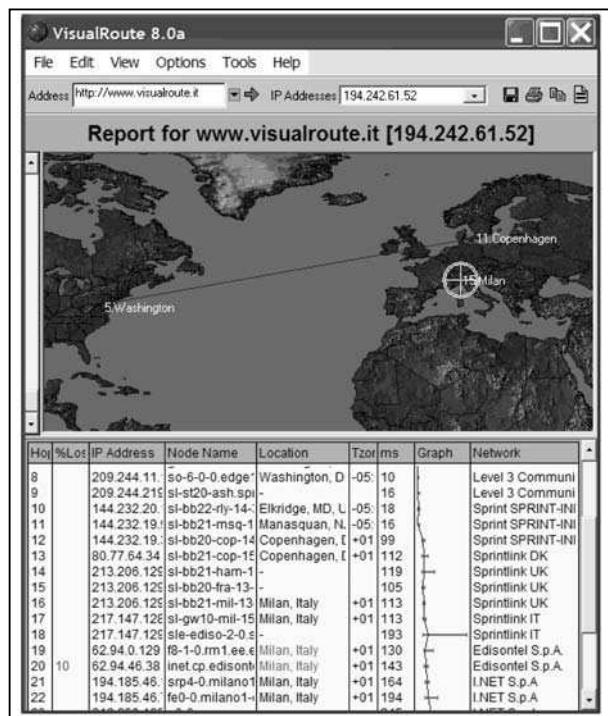 VisualRoute 8.0a
File Edit View Options Tools Help
Address http://www.visualroute.it IP Addresses 194.242.61.52
Report for www.visualroute.it [194.242.61.52]
11.Copenhagen
15.Milan
5.Washington
Hop %Los IP Address Node Name Location Tzor ms Graph Network
8 209.244.11. so-6-0-0.edge1 Washington, D -05: 10 Level 3 Communi
9 209.244.219 sl-st20-ash.spi - 16 Level 3 Communi
10 144.232.20. sl-bb22-rly-14- Elkridge, MD, U -05: 18 Sprint SPRINT-INI
11 144.232.19. sl-bb21-msq-1 Manasquan, N. -05: 16 Sprint SPRINT-INI
12 144.232.19. sl-bb20-cop-14 Copenhagen, [ +01 99 Sprint SPRINT-INI
13 80.77.64.34 sl-bb21-cop-15 Copenhagen, [ +01 112 Sprintlink DK
14 213.206.129 sl-bb21-ham-1 - 119 Sprintlink UK
15 213.206.129 sl-bb20-fra-13- - 105 Sprintlink UK
16 213.206.129 sl-bb21-mil-13 Milan, Italy +01 113 Sprintlink UK
17 217.147.128 sl-gw10-mil-15 Milan, Italy +01 113 Sprintlink IT
18 217.147.129 sle-ediso-2-0.s - 193 Sprintlink IT
19 62.94.0.129 f8-1-0.rm1.ee.e Milan, Italy +01 130 Edisontel S.p.A.
20 10 62.94.46.38 inet.cp.edisont Milan, Italy +01 143 Edisontel S.p.A.
21 194.185.46. srp4-0.milano1 Milan, Italy +01 164 I.NET S.p.A
22 194.185.46. fe0-0.milano1- Milan, Italy +01 194 I.NET S.p.A